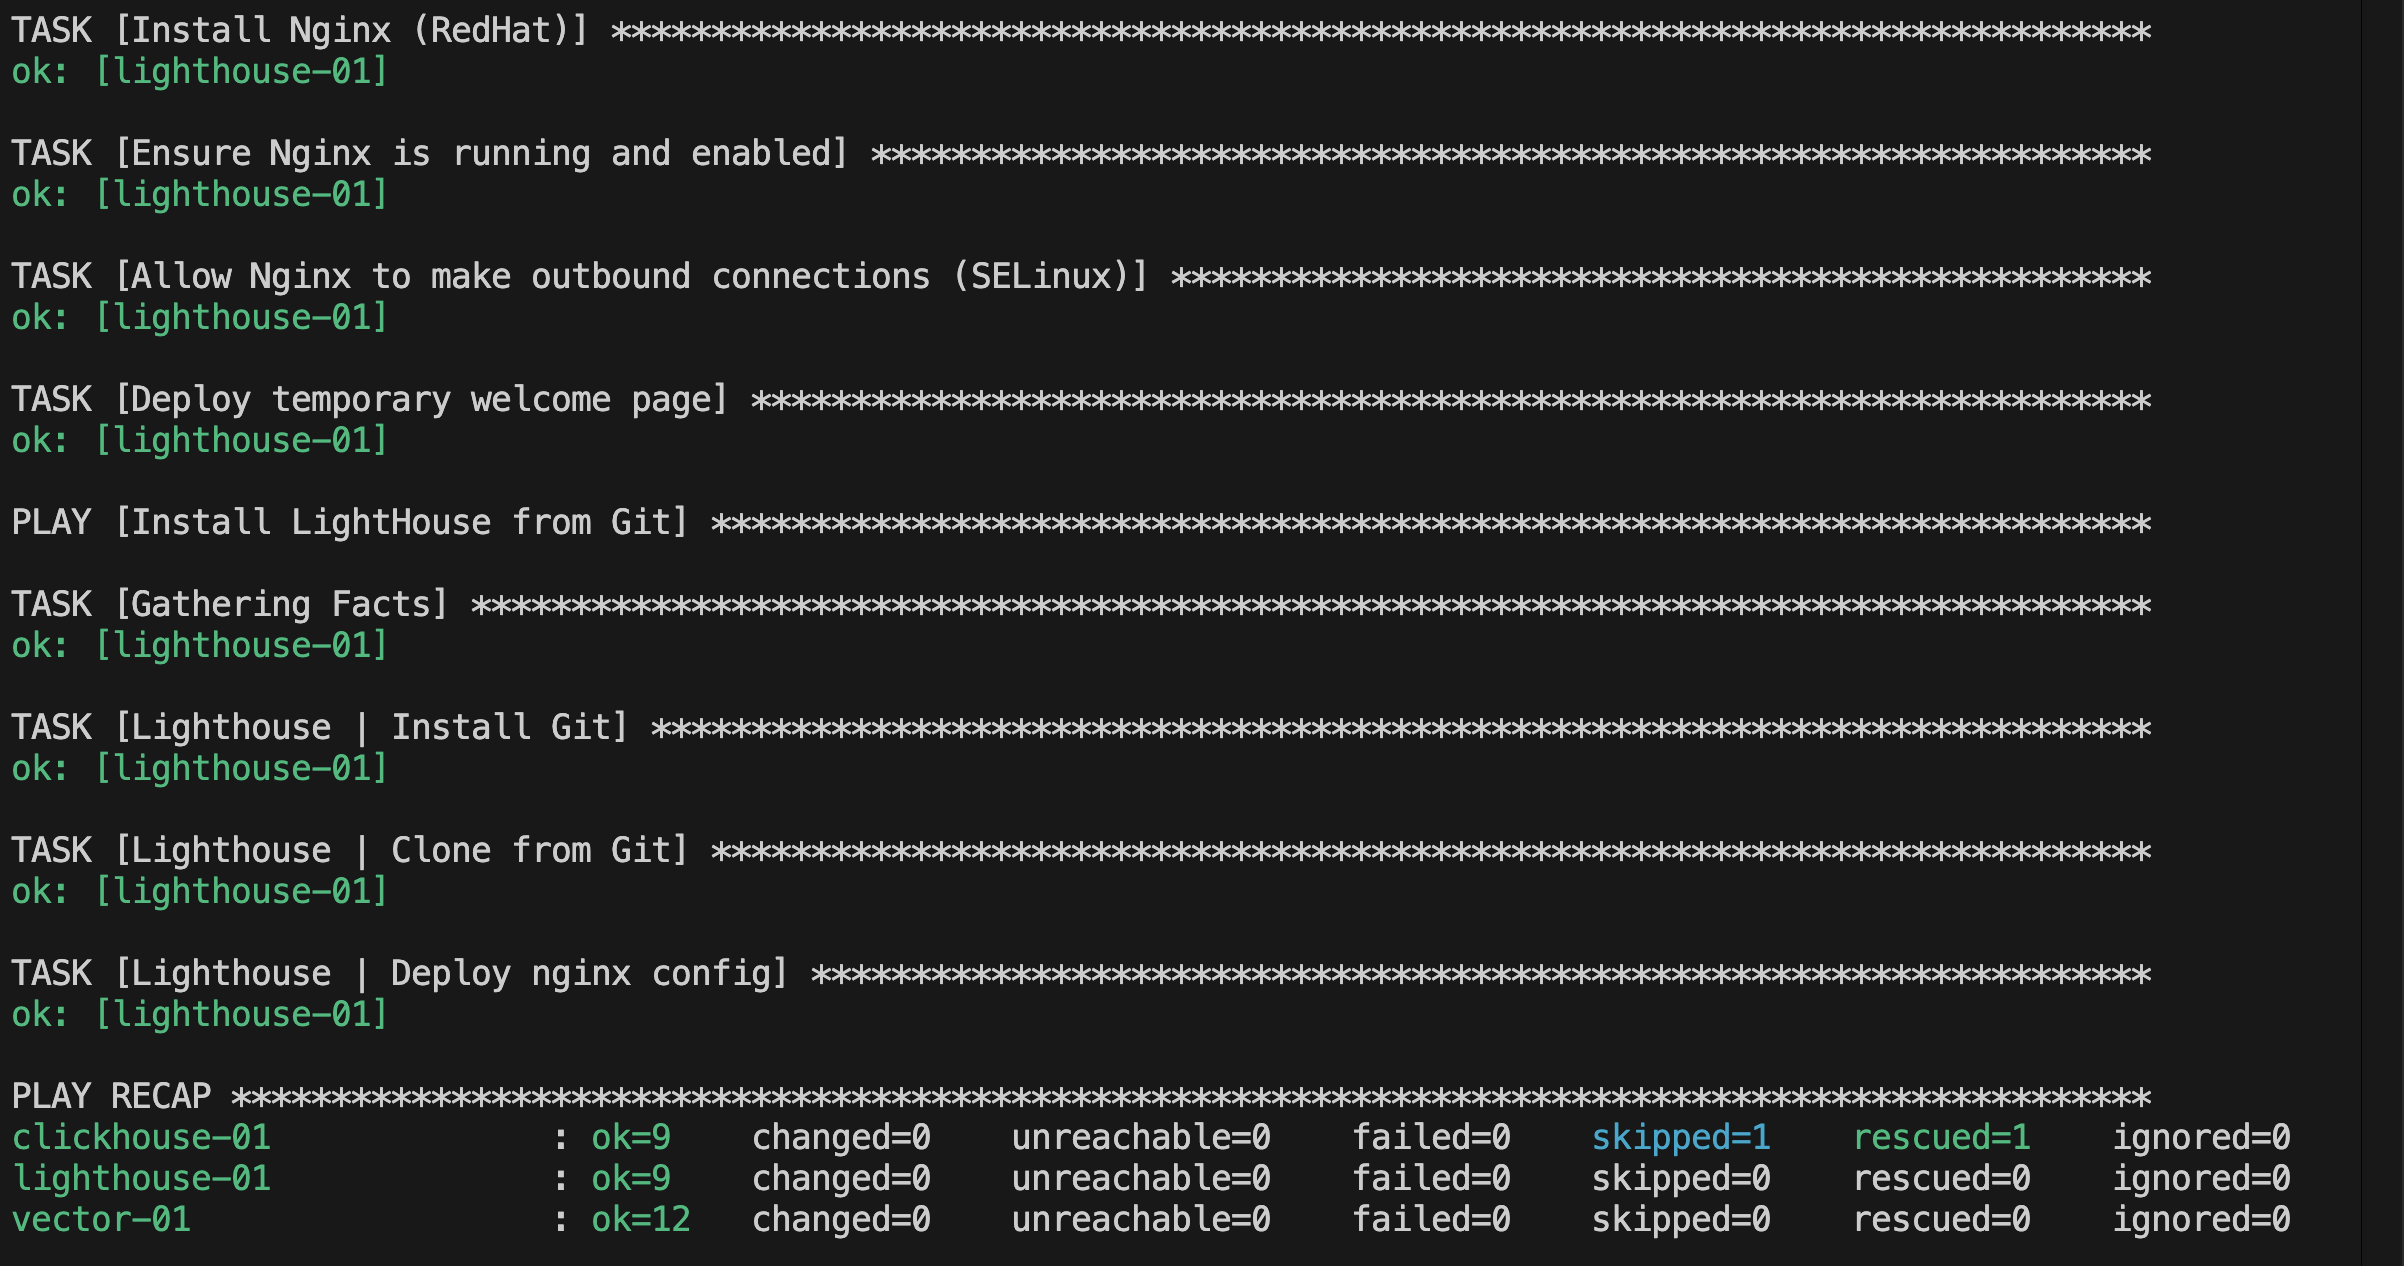 TASK [Install Nginx (RedHat)] *****************************************************************************
ok: [lighthouse-01]
TASK [Ensure Nginx is running and enabled] ****************************************************************
ok: [lighthouse-01]
TASK [Allow Nginx to make outbound connections (SELinux)] *************************************************
ok: [lighthouse-01]
TASK [Deploy temporary welcome page] **********************************************************************
ok: [lighthouse-01]
PLAY [Install LightHouse from Git] ************************************************************************
TASK [Gathering Facts] ************************************************************************************
ok: [lighthouse-01]
TASK [Lighthouse | Install Git] ***************************************************************************
ok: [lighthouse-01]
TASK [Lighthouse | Clone from Git] ************************************************************************
ok: [lighthouse-01]
TASK [Lighthouse | Deploy nginx config] *******************************************************************
ok: [lighthouse-01]
PLAY RECAP ************************************************************************************************
clickhouse-01              : ok=9    changed=0    unreachable=0    failed=0    skipped=1    rescued=1    ignored=0
lighthouse-01              : ok=9    changed=0    unreachable=0    failed=0    skipped=0    rescued=0    ignored=0
vector-01                  : ok=12   changed=0    unreachable=0    failed=0    skipped=0    rescued=0    ignored=0